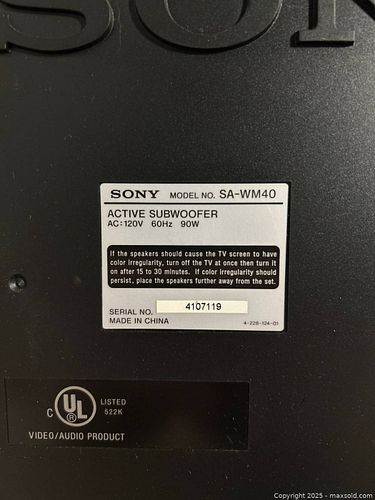 SONY
SONY MODEL NO. SA-WM40
ACTIVE SUBWOOFER
AC:120V 60Hz 90W
If the speakers should cause the TV screen to have
color irregularity, turn off the TV at once then turn it
on after 15 to 30 minutes. If color irregularity should
persist, place the speakers further away from the set.
SERIAL NO. 4107119
MADE IN CHINA 4-228-124-01
C UL ® LISTED
522K
VIDEO/AUDIO PRODUCT
Copyright 2025 - maxsold.com